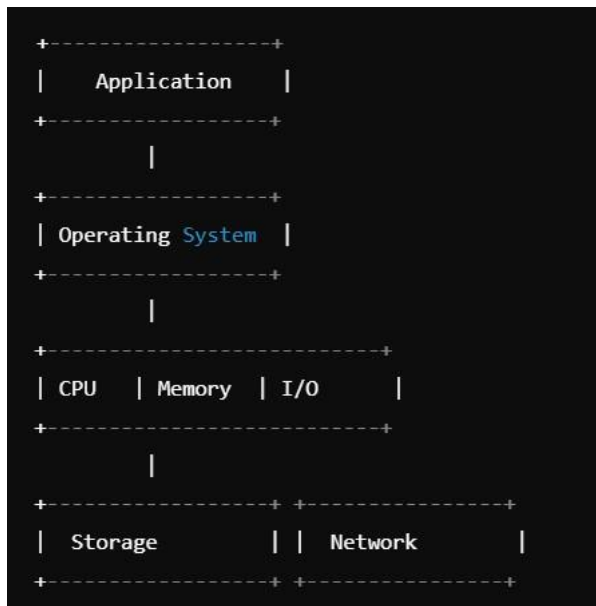 +------------------+
|    Application    |
+------------------+
         |
+------------------+
| Operating System  |
+------------------+
         |
+---------------------------+
| CPU   | Memory  | I/O      |
+---------------------------+
         |
+------------------+ +----------------+
|  Storage         | |  Network        |
+------------------+ +----------------+